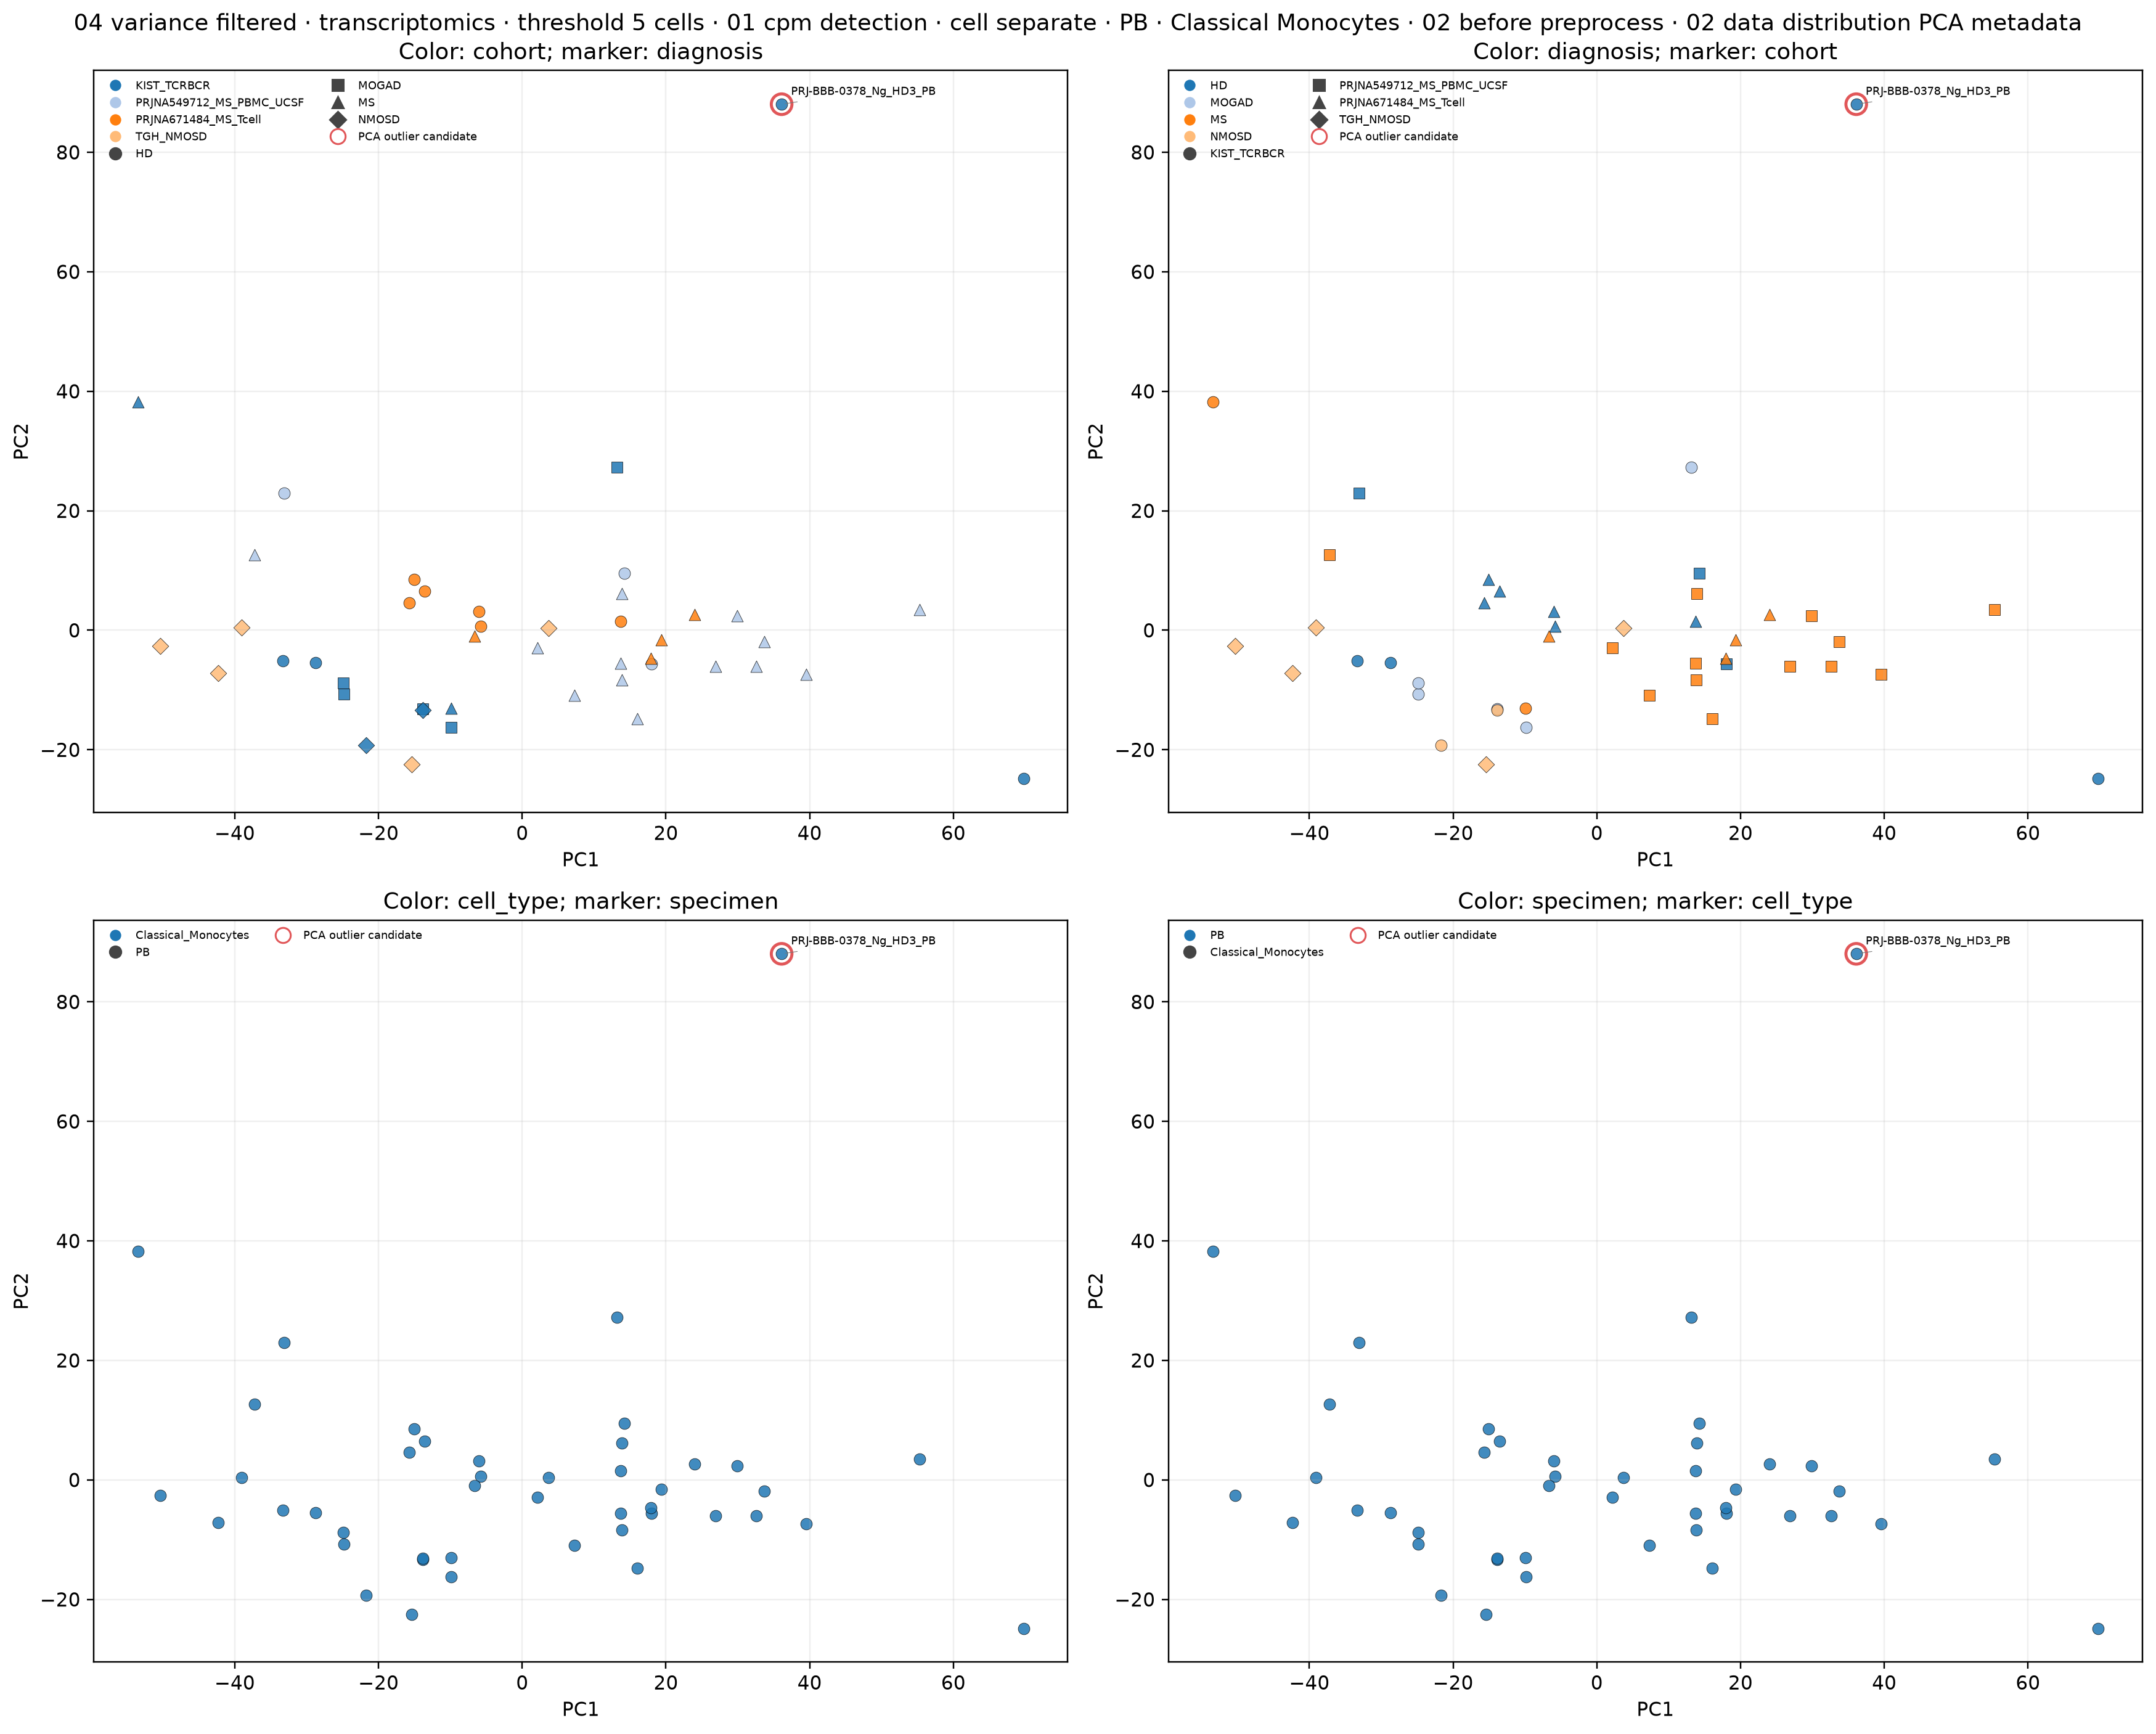 04 variance filtered · transcriptomics · threshold 5 cells · 01 cpm detection · cell separate · PB · Classical Monocytes · 02 before preprocess · 02 data distribution PCA metadata
Color: cohort; marker: diagnosis
KIST_TCRBCR
PRJNA549712_MS_PBMC_UCSF
PRJNA671484_MS_Tcell
TGH_NMOSD
HD
MOGAD
MS
NMOSD
PCA outlier candidate
PRJ-BBB-0378_Ng_HD3_PB
80
60
40
20
0
−20
PC2
−40 −20 0 20 40 60
PC1
Color: diagnosis; marker: cohort
HD
MOGAD
MS
NMOSD
KIST_TCRBCR
PRJNA549712_MS_PBMC_UCSF
PRJNA671484_MS_Tcell
TGH_NMOSD
PCA outlier candidate
PRJ-BBB-0378_Ng_HD3_PB
80
60
40
20
0
−20
PC2
−40 −20 0 20 40 60
PC1
Color: cell_type; marker: specimen
Classical_Monocytes
PB
PCA outlier candidate
PRJ-BBB-0378_Ng_HD3_PB
80
60
40
20
0
−20
PC2
−40 −20 0 20 40 60
PC1
Color: specimen; marker: cell_type
PB
Classical_Monocytes
PCA outlier candidate
PRJ-BBB-0378_Ng_HD3_PB
80
60
40
20
0
−20
PC2
−40 −20 0 20 40 60
PC1